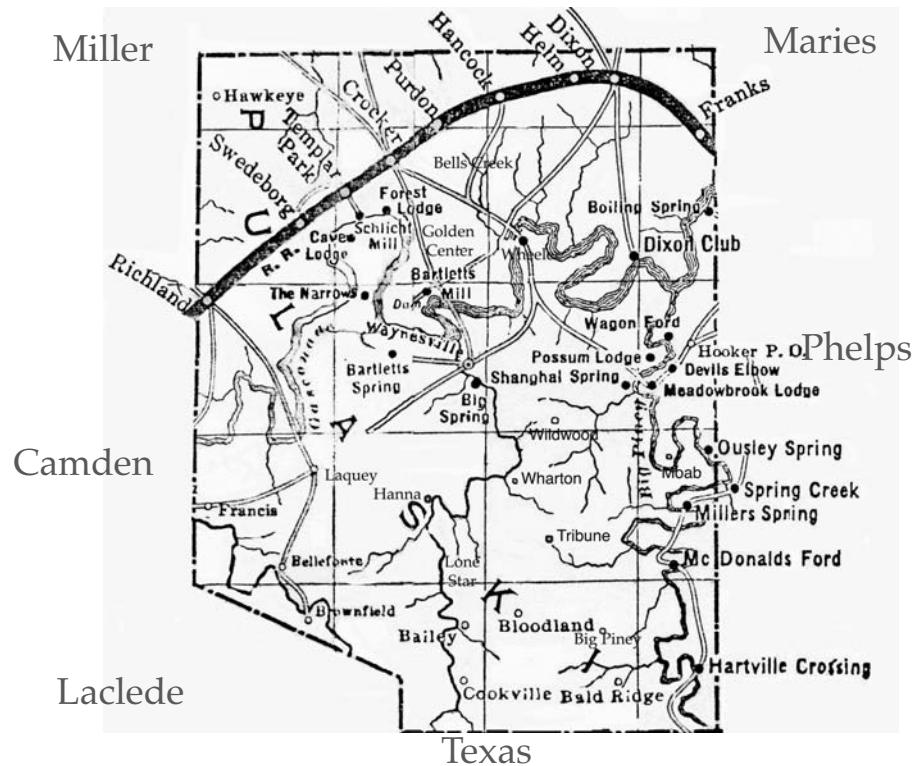 Miller
Maries
Dixon
Helm
Hancock
Purdon
Crocker
Franks
Hawkeye
Templar
Park
Swedeborg
Richland
R. R.
PULASKI
Bells Creek
Forest
Lodge
Schlicht
Mill
Cave
Lodge
Golden
Center
Boiling Spring
Wheeler
Dixon Club
Bartletts
Mill
Dam
The Narrows
Gasconade
Waynesville
Wagon Ford
Possum Lodge
Hooker P. O.
Phelps
Devils Elbow
Bartletts
Spring
Big
Spring
Shanghai Spring
Meadowbrook Lodge
Wildwood
Big Piney
Ousley Spring
Moab
Camden
Laquey
Wharton
Spring Creek
Hanna
Francis
Millers Spring
Tribune
Mc Donalds Ford
Bellefonte
Lone
Star
Brownfield
Bailey
Bloodland
Big Piney
Hartville Crossing
Laclede
Cookville
Bald Ridge
Texas